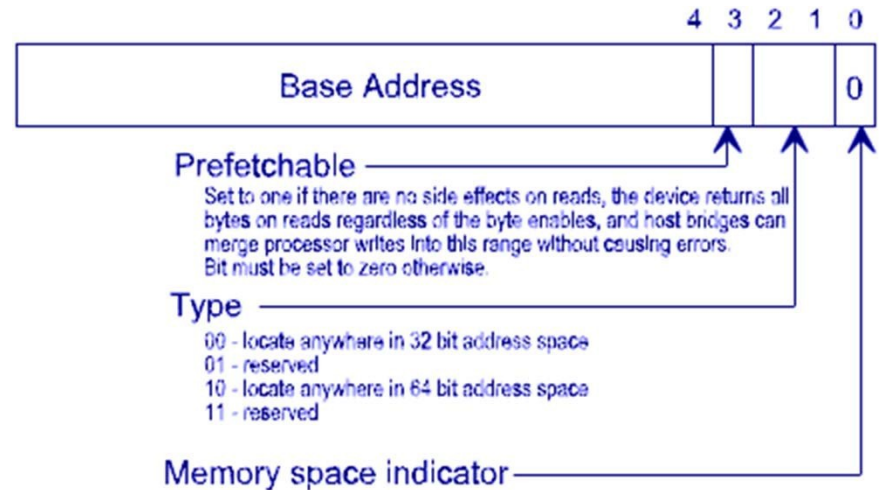 4 3 2 1 0
Base Address 0
Prefetchable
Set to one if there are no side effects on reads, the device returns all
bytes on reads regardless of the byte enables, and host bridges can
merge processor writes into this range without causing errors.
Bit must be set to zero otherwise.
Type
00 - locate anywhere in 32 bit address space
01 - reserved
10 - locate anywhere in 64 bit address space
11 - reserved
Memory space indicator